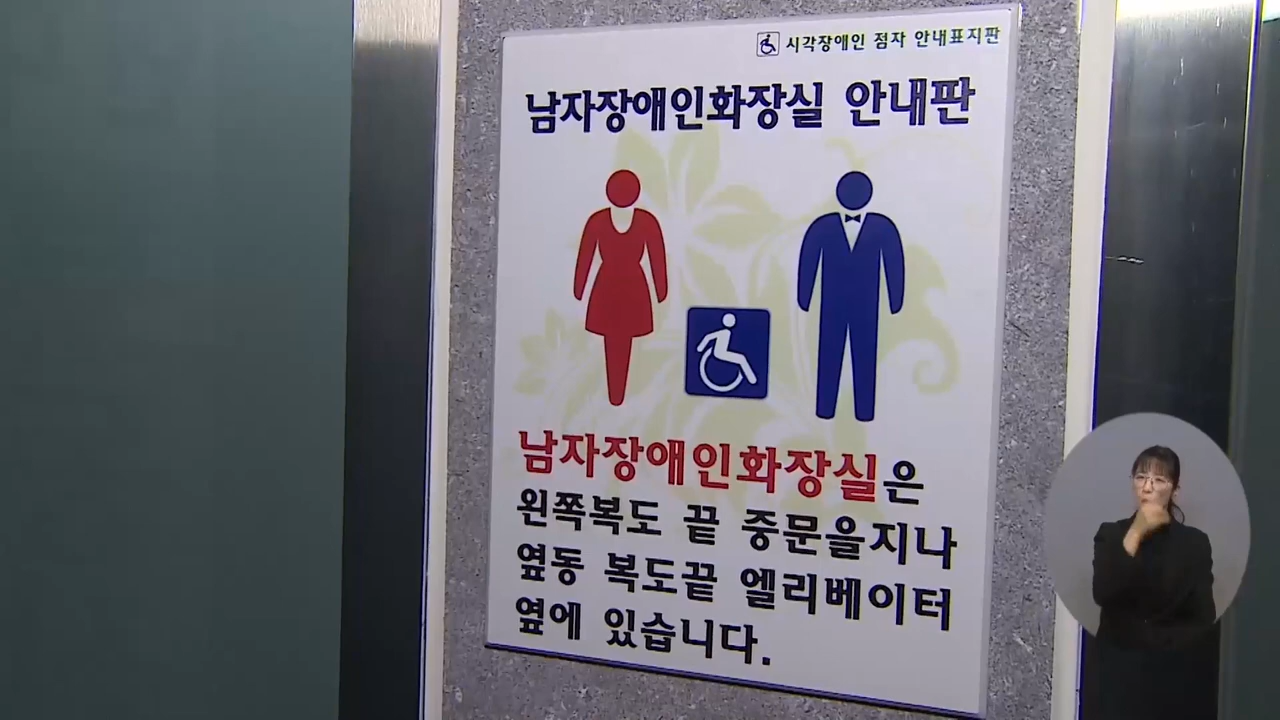 시각장애인 점자 안내표지판
남자장애인화장실 안내판
남자장애인화장실은
왼쪽복도 끝 중문을지나
옆동 복도끝 엘리베이터
옆에 있습니다.